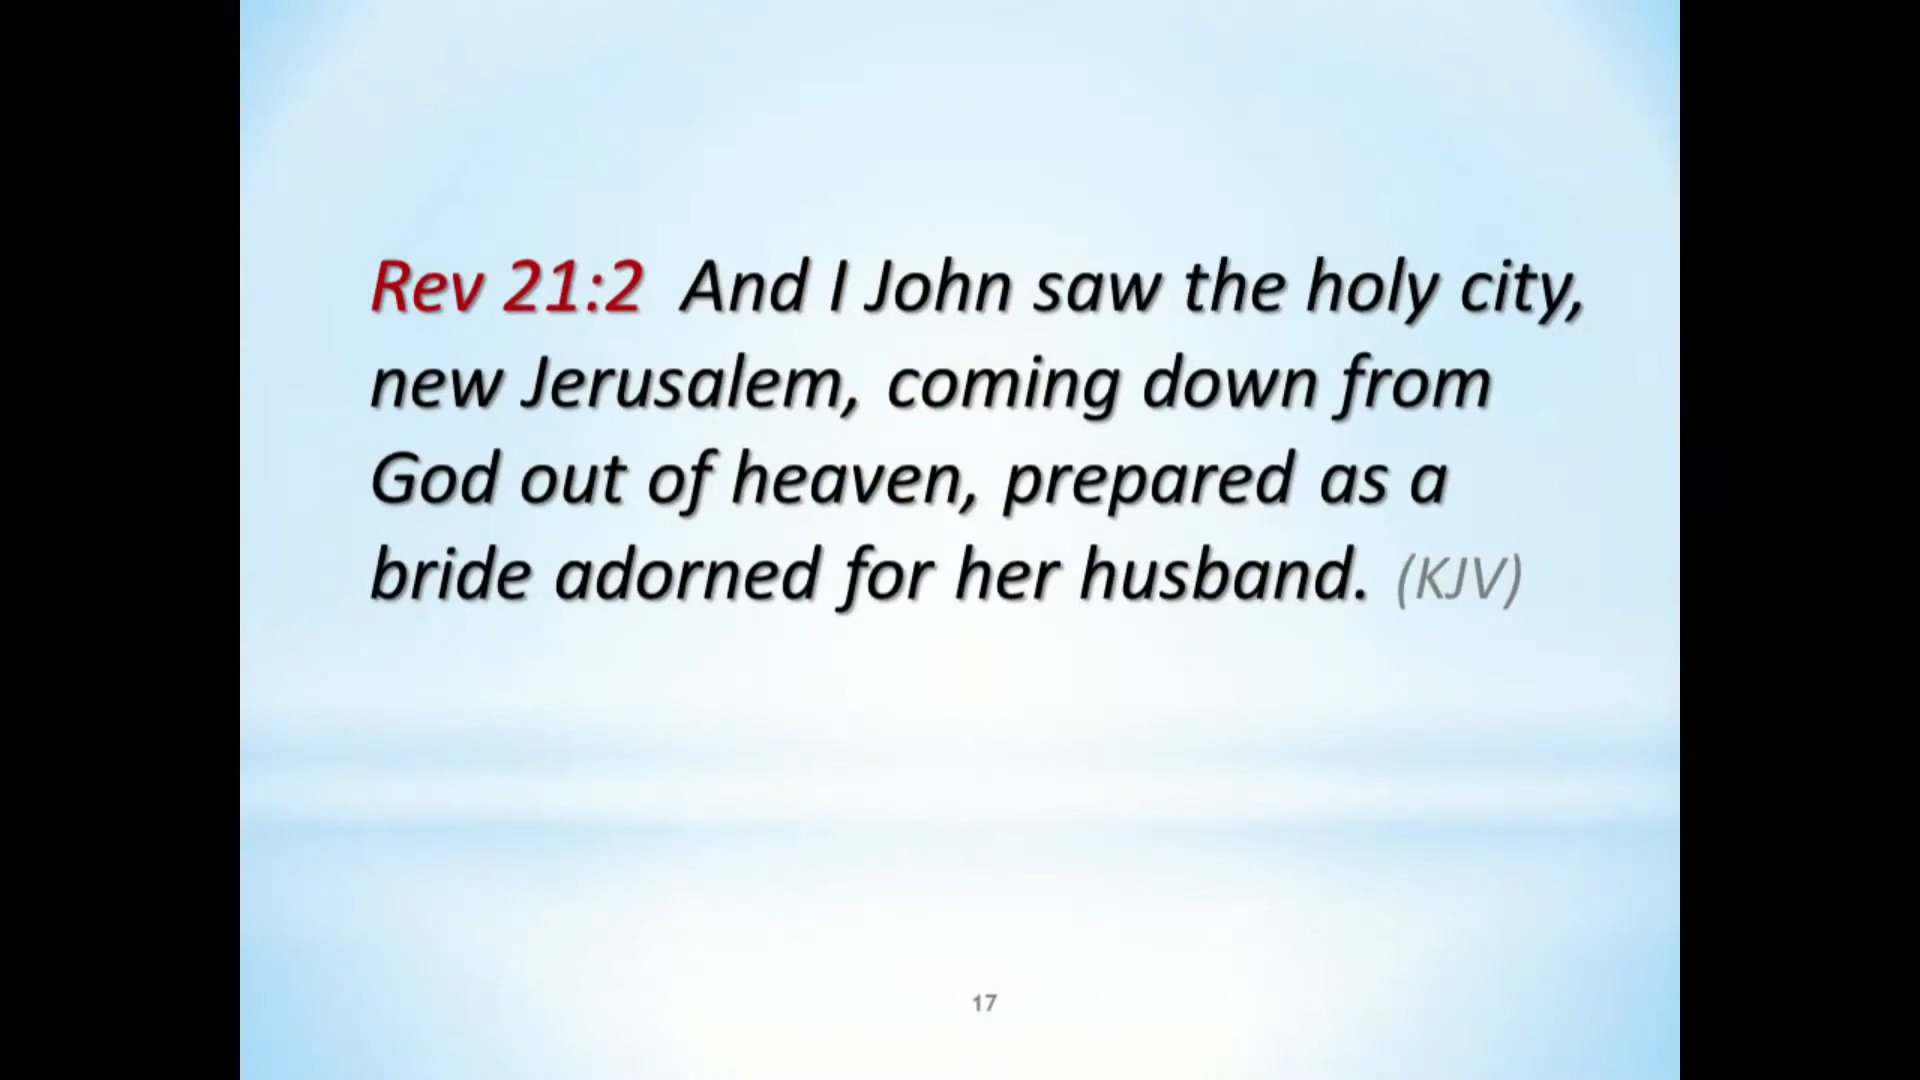 Rev 21:2 And I John saw the holy city,
new Jerusalem, coming down from
God out of heaven, prepared as a
bride adorned for her husband. (KJV)
17